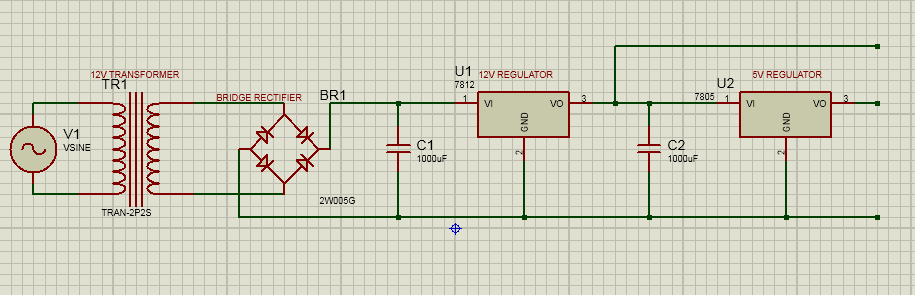 12V TRANSFORMER
TR1
V1
VSINE
TRAN-2P2S
BRIDGE RECTIFIER
BR1
2W005G
C1
1000uF
U1
7812
12V REGULATOR
1
VI
VO
3
GND
2
C2
1000uF
U2
7805
5V REGULATOR
1
VI
VO
3
GND
2